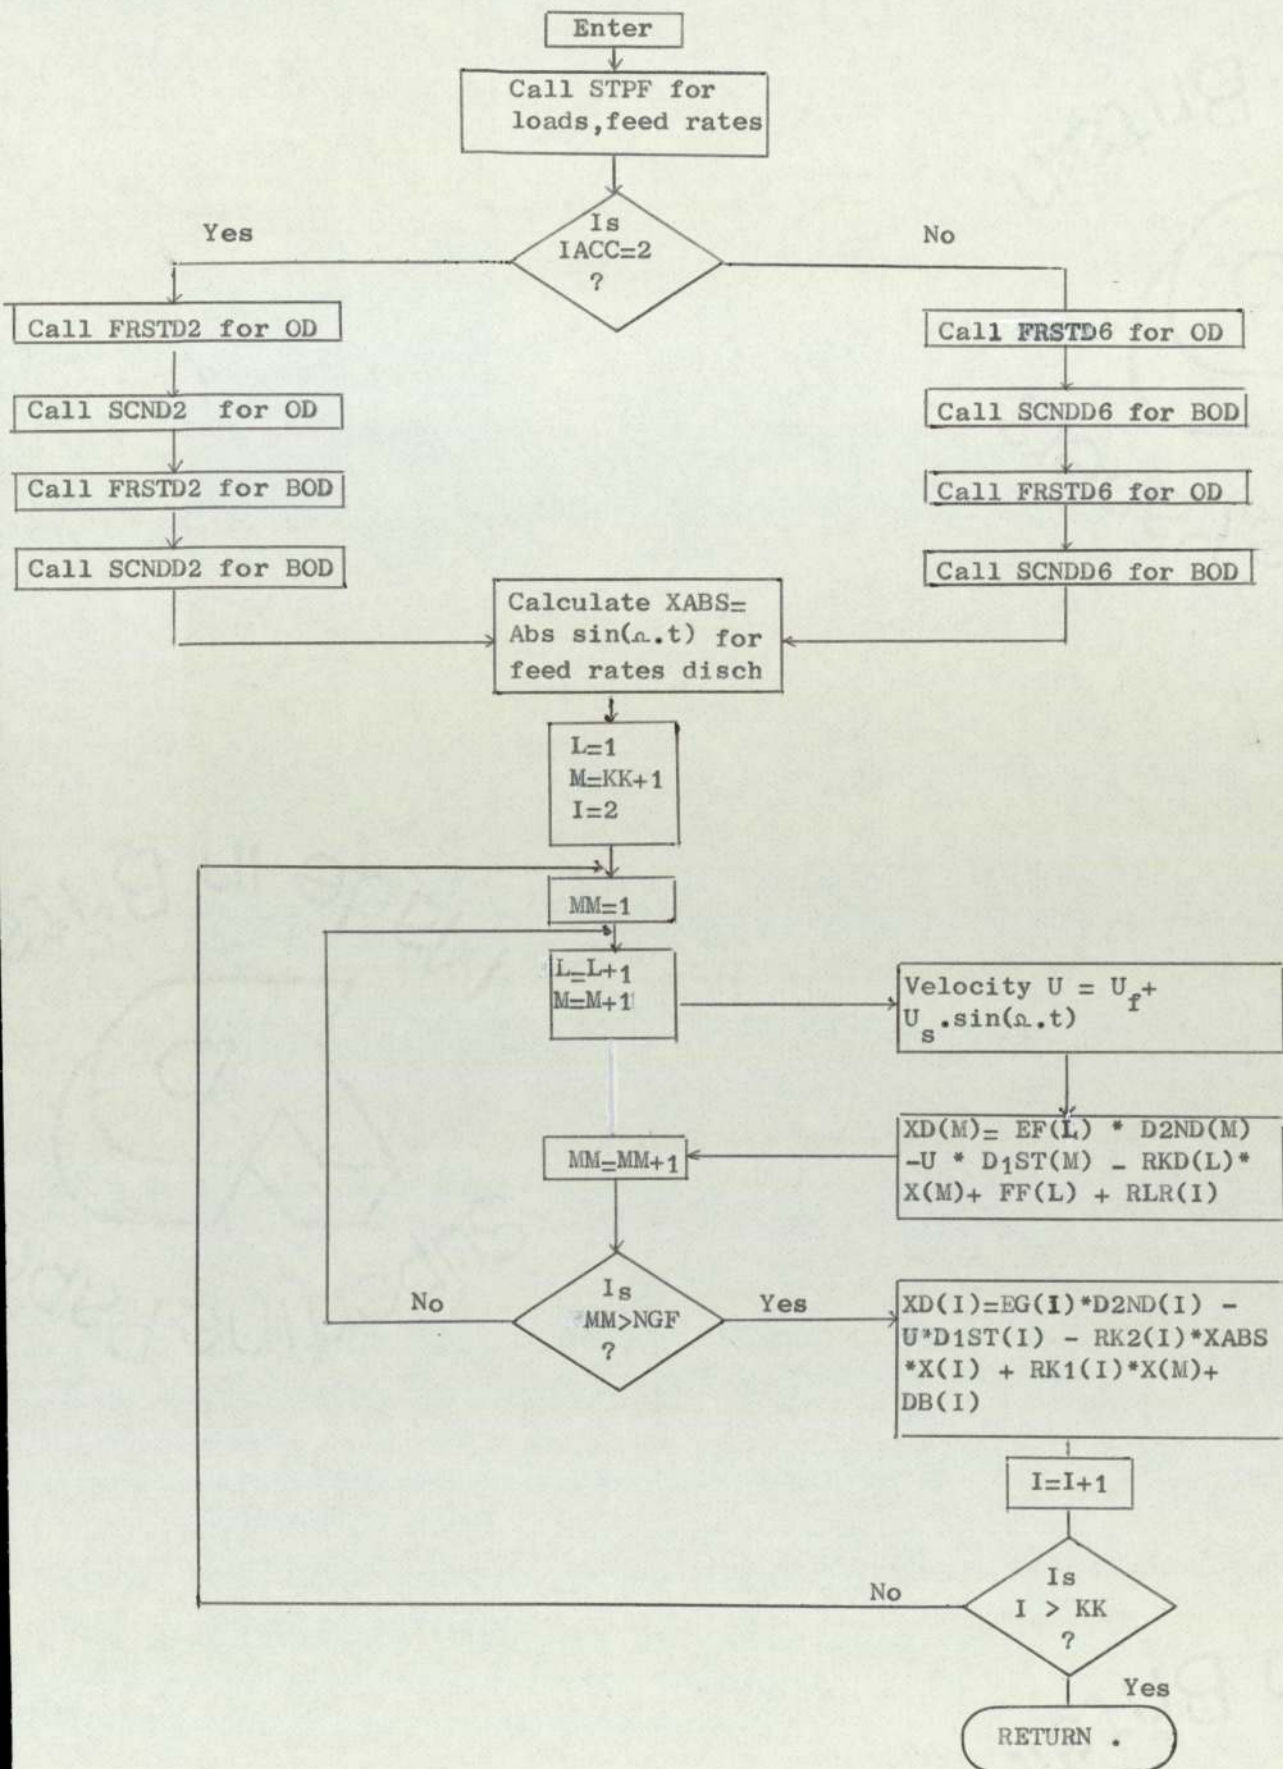 Enter
Call STPF for
loads,feed rates
Is
IACC=2
?
Yes
No
Call FRSTD2 for OD
Call SCND2 for OD
Call FRSTD2 for BOD
Call SCNDD2 for BOD
Call FRSTD6 for OD
Call SCNDD6 for BOD
Call FRSTD6 for OD
Call SCNDD6 for BOD
Calculate XABS=
Abs sin(Ω.t) for
feed rates disch
L=1
M=KK+1
I=2
MM=1
L=L+1
M=M+1
Velocity U = U_f+
U_s.sin(Ω.t)
XD(M)= EF(L) * D2ND(M)
-U * D1ST(M) - RKD(L)*
X(M)+ FF(L) + RLR(I)
MM=MM+1
Is
MM>NGF
?
No
Yes
XD(I)=EG(I)*D2ND(I) -
U*D1ST(I) - RK2(I)*XABS
*X(I) + RK1(I)*X(M)+
DB(I)
I=I+1
Is
I > KK
?
No
Yes
RETURN .